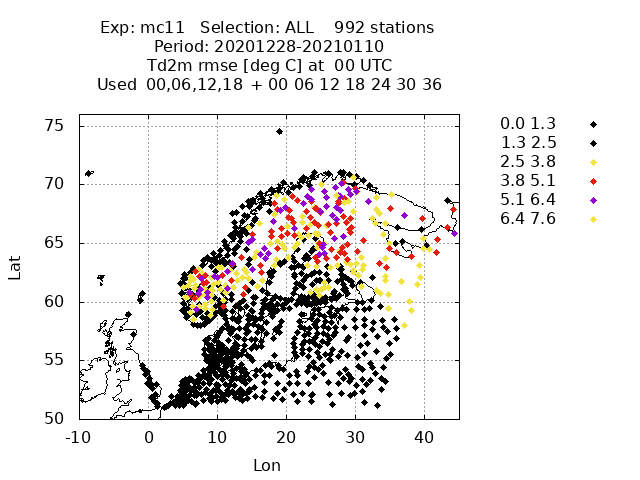 Exp: mc11 Selection: ALL 992 stations
Period: 20201228-20210110
Td2m rmse [deg C] at 00 UTC
Used 00,06,12,18 + 00 06 12 18 24 30 36
75
70
65
60
55
50
Lat
-10 0 10 20 30 40
Lon
0.0 1.3
1.3 2.5
2.5 3.8
3.8 5.1
5.1 6.4
6.4 7.6